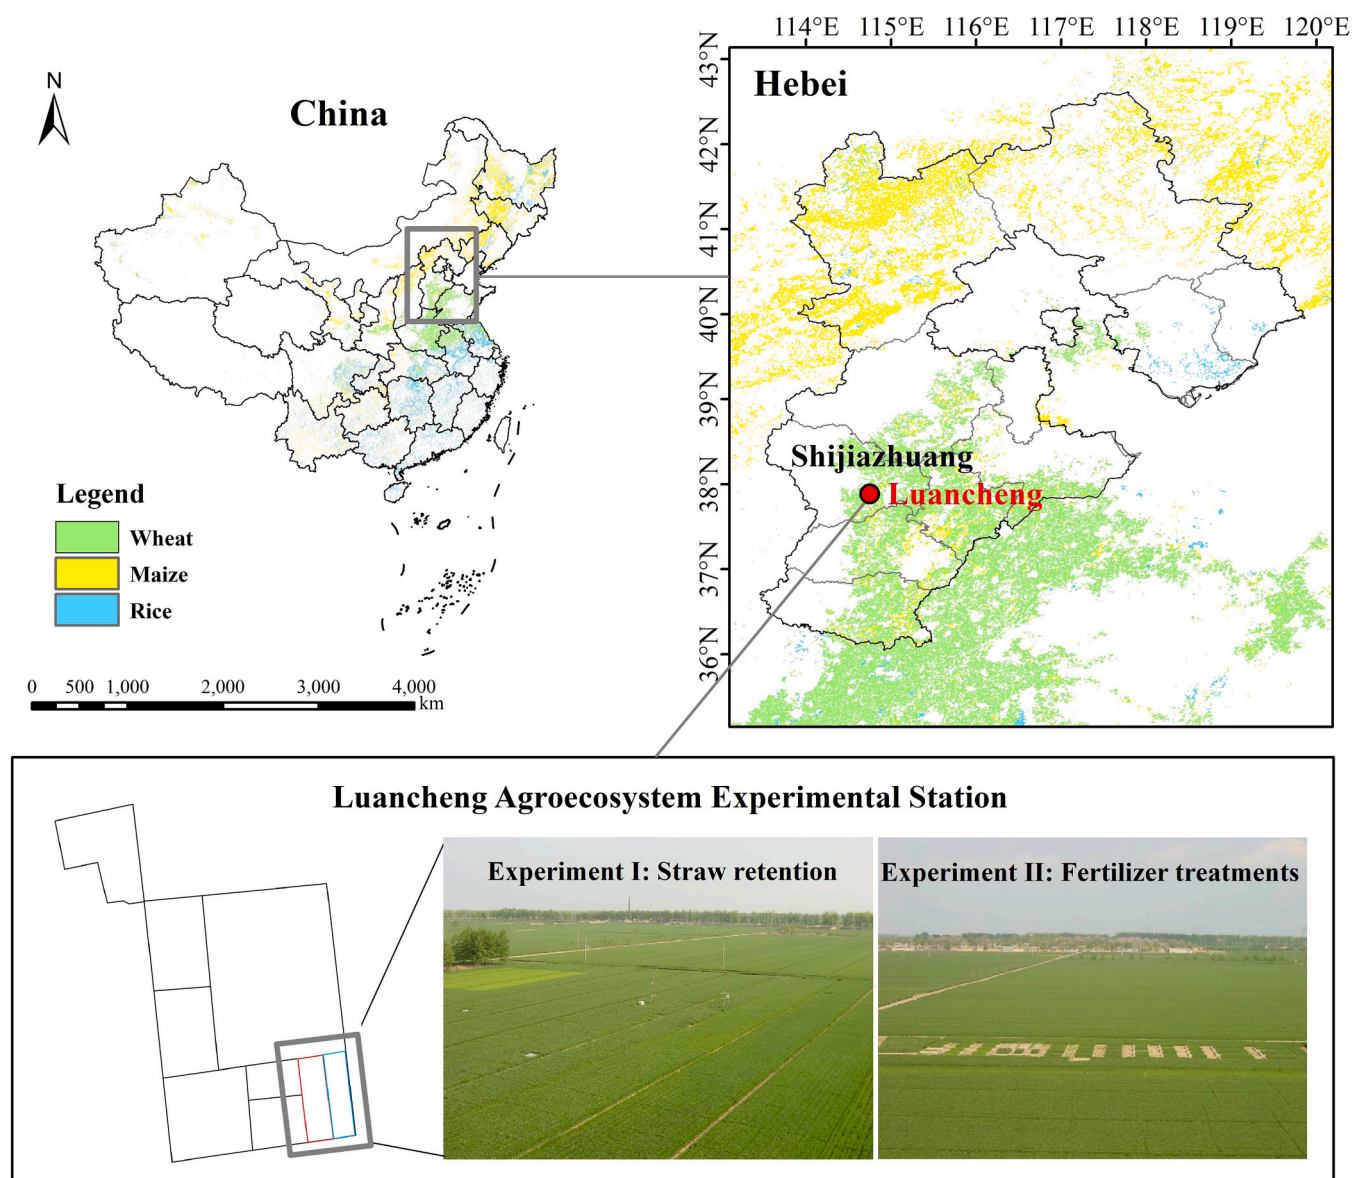 N
China
Legend
Wheat
Maize
Rice
0 500 1,000 2,000 3,000 4,000
km
114°E 115°E 116°E 117°E 118°E 119°E 120°E
43°N
42°N
41°N
40°N
39°N
38°N
37°N
36°N
Hebei
Shijiazhuang
Luancheng
Luancheng Agroecosystem Experimental Station
Experiment I: Straw retention
Experiment II: Fertilizer treatments